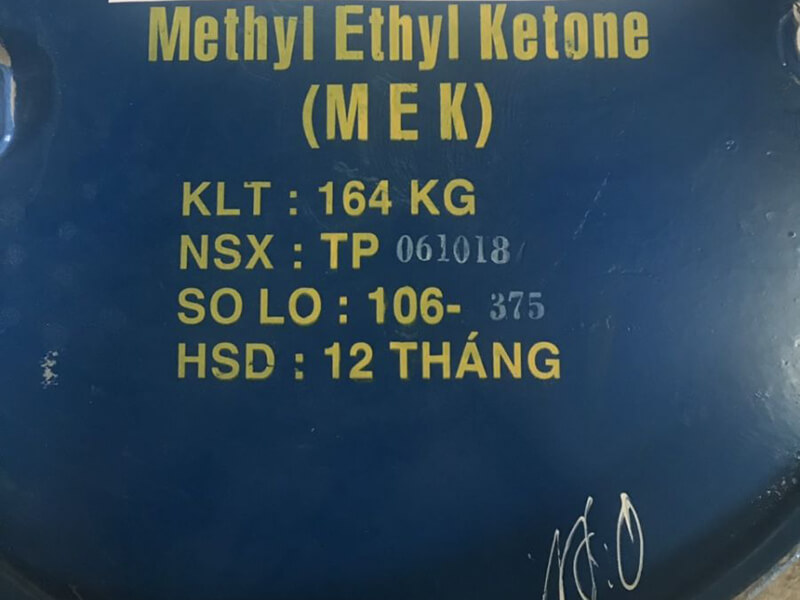 Methyl Ethyl Ketone
(M E K)
KLT : 164 KG
NSX : TP 061018
SO LO : 106- 375
HSD : 12 THÁNG